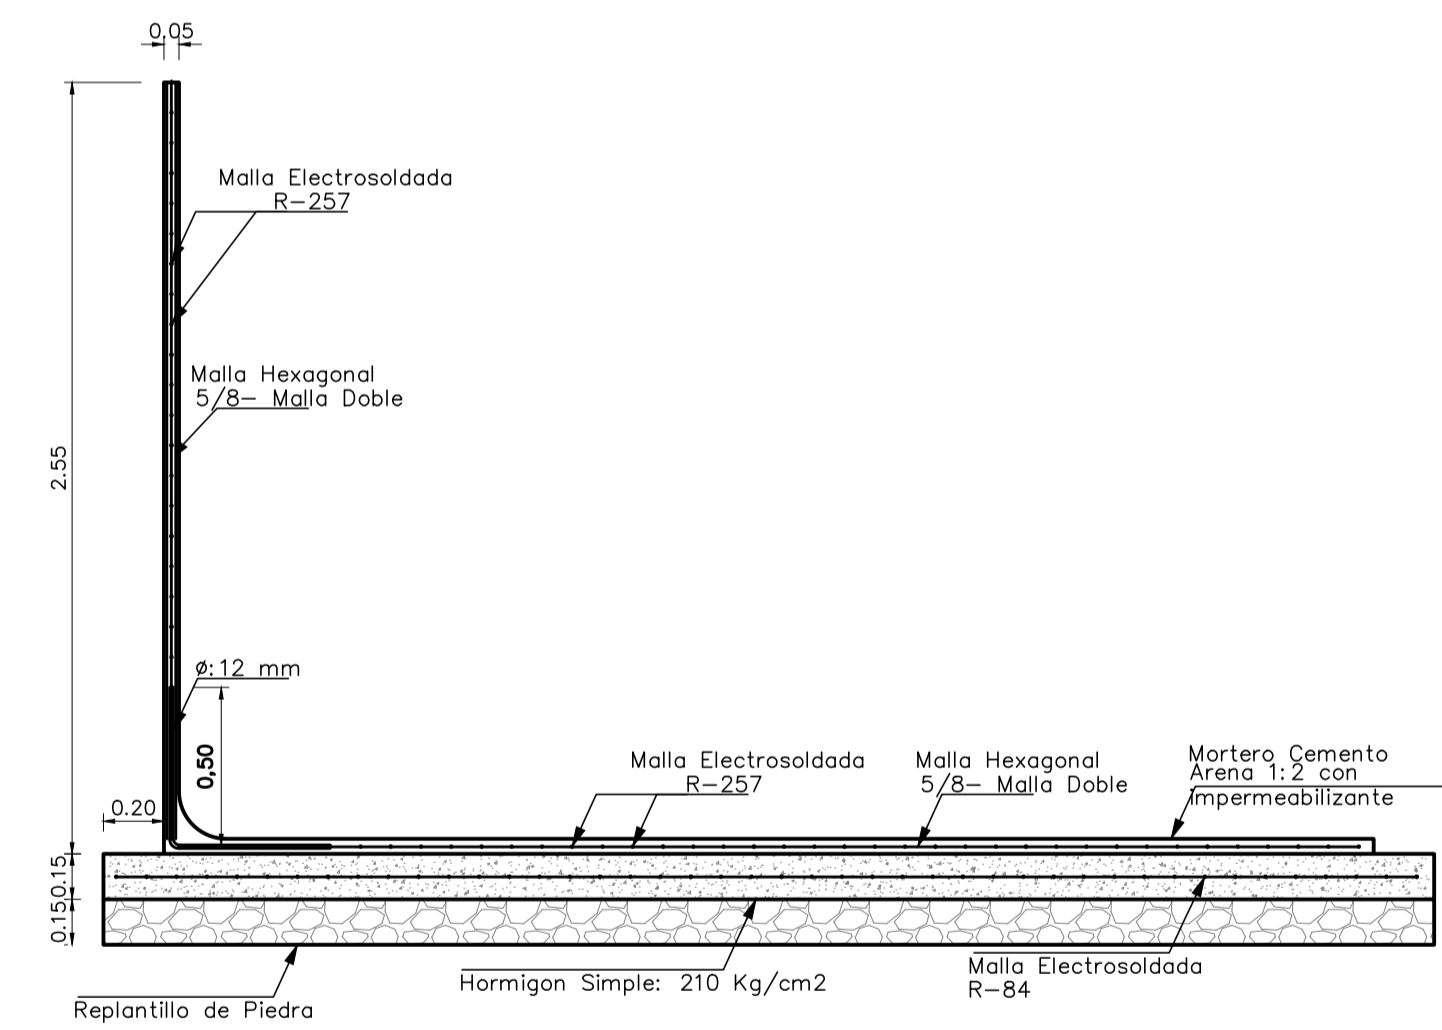 0,05
Malla Electrosoldada
R-257
Malla Hexagonal
5/8- Malla Doble
2.55
ø:12 mm
0,50
0.20
Malla Electrosoldada
R-257
Malla Hexagonal
5/8- Malla Doble
Mortero Cemento
Arena 1:2 con
impermeabilizante
0.15
0.15
Hormigon Simple: 210 Kg/cm2
Malla Electrosoldada
R-84
Replantillo de Piedra